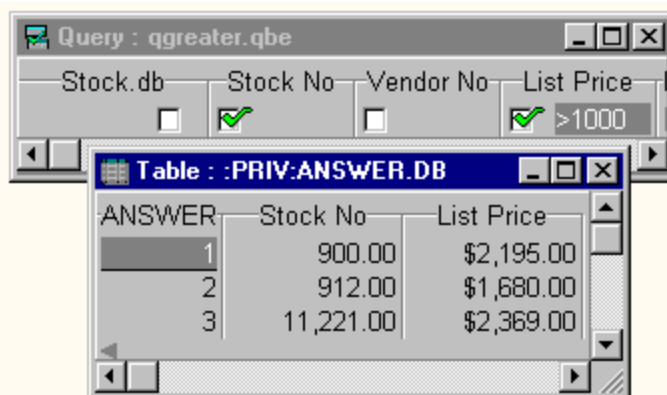 Query : qgreater.qbe
Stock.db Stock No Vendor No List Price
>1000
Table : :PRIV:ANSWER.DB
ANSWER Stock No List Price
1 900.00 $2,195.00
2 912.00 $1,680.00
3 11,221.00 $2,369.00